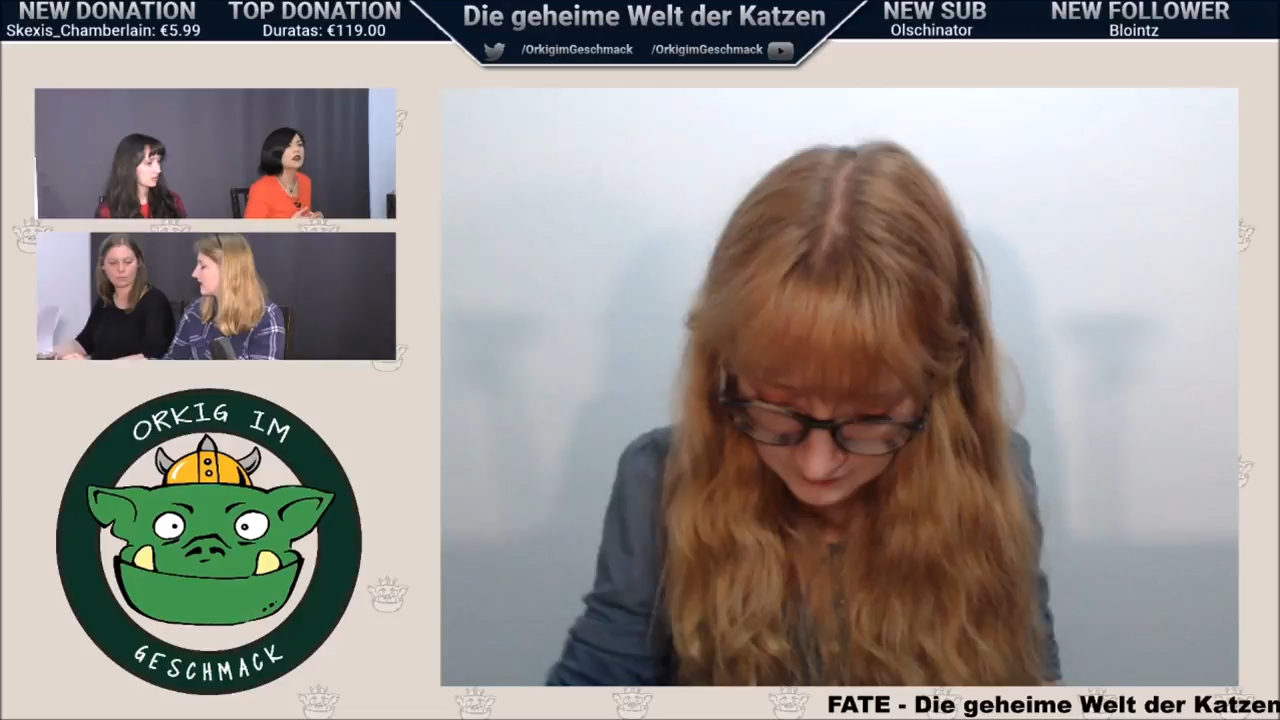 NEW DONATION
Skexis_Chamberlain: €5.99
TOP DONATION
Duratas: €119.00
Die geheime Welt der Katzen
/OrkigimGeschmack /OrkigimGeschmack
NEW SUB
Olschinator
NEW FOLLOWER
Blointz
ORKIG IM
GESCHMACK
FATE - Die geheime Welt der Katzen